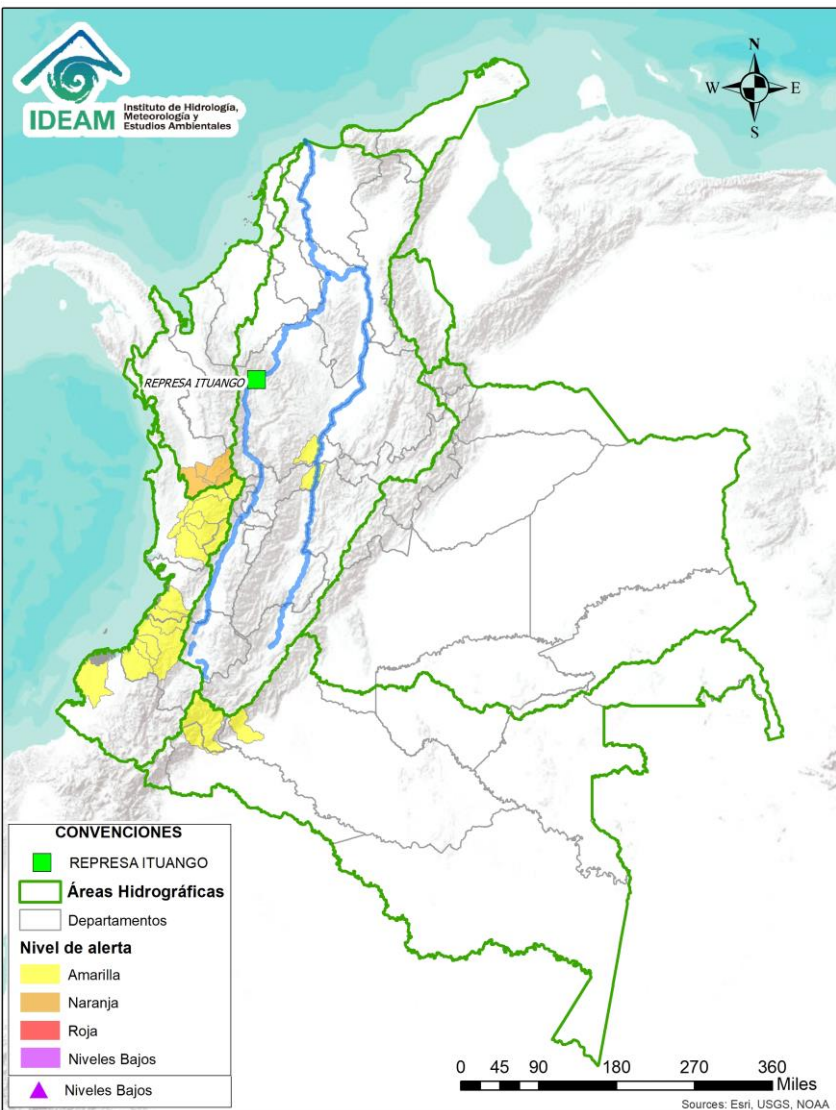 IDEAM
Instituto de Hidrología,
Meteorología y
Estudios Ambientales
N
W
E
S
REPRESA ITUANGO
CONVENCIONES
REPRESA ITUANGO
Áreas Hidrográficas
Departamentos
Nivel de alerta
Amarilla
Naranja
Roja
Niveles Bajos
Niveles Bajos
0 45 90 180 270 360
Miles
Sources: Esri, USGS, NOAA